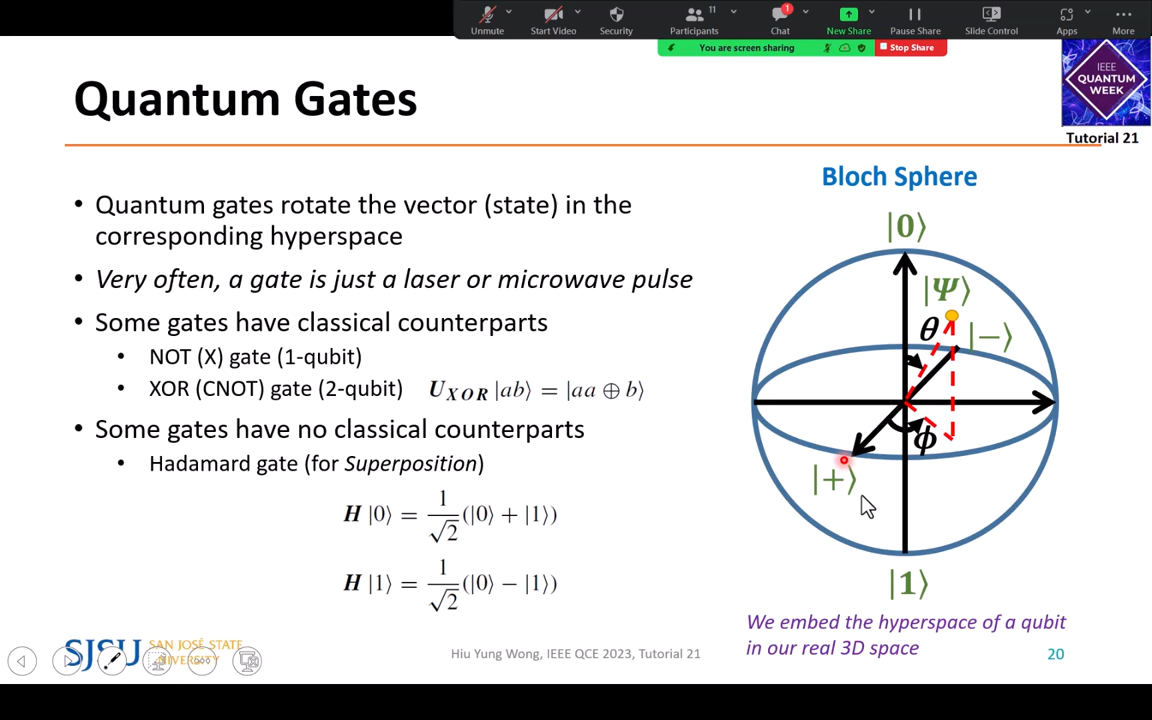 Unmute
Start Video
Security
Participants
11
Chat
1
New Share
Pause Share
Slide Control
Apps
More
You are screen sharing
Stop Share
Quantum Gates
IEEE
QUANTUM
WEEK
Tutorial 21
• Quantum gates rotate the vector (state) in the
corresponding hyperspace
• Very often, a gate is just a laser or microwave pulse
• Some gates have classical counterparts
• NOT (X) gate (1-qubit)
• XOR (CNOT) gate (2-qubit) U_XOR |ab⟩ = |aa ⊕ b⟩
• Some gates have no classical counterparts
• Hadamard gate (for Superposition)
H |0⟩ = 1/√2 (|0⟩ + |1⟩)
H |1⟩ = 1/√2 (|0⟩ − |1⟩)
Bloch Sphere
|0⟩
|Ψ⟩
θ
|−⟩
ϕ
|+⟩
|1⟩
We embed the hyperspace of a qubit
in our real 3D space
SJSU SAN JOSÉ STATE
UNIVERSITY
Hiu Yung Wong, IEEE QCE 2023, Tutorial 21
20